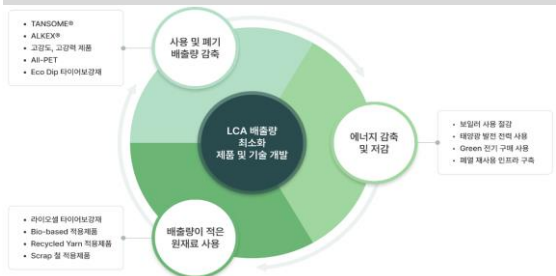 • TANSOME®
• ALKEX®
• 고강도, 고강력 제품
• All-PET
• Eco Dip 타이어보강재
사용 및 폐기
배출량 감축
LCA 배출량
최소화
제품 및 기술 개발
에너지 감축
및 저감
• 보일러 사용 절감
• 태양광 발전 전력 사용
• Green 전기 구매 사용
• 폐열 재사용 인프라 구축
• 라이오셀 타이어보강재
• Bio-based 적용제품
• Recycled Yarn 적용제품
• Scrap 철 적용제품
배출량이 적은
원재료 사용